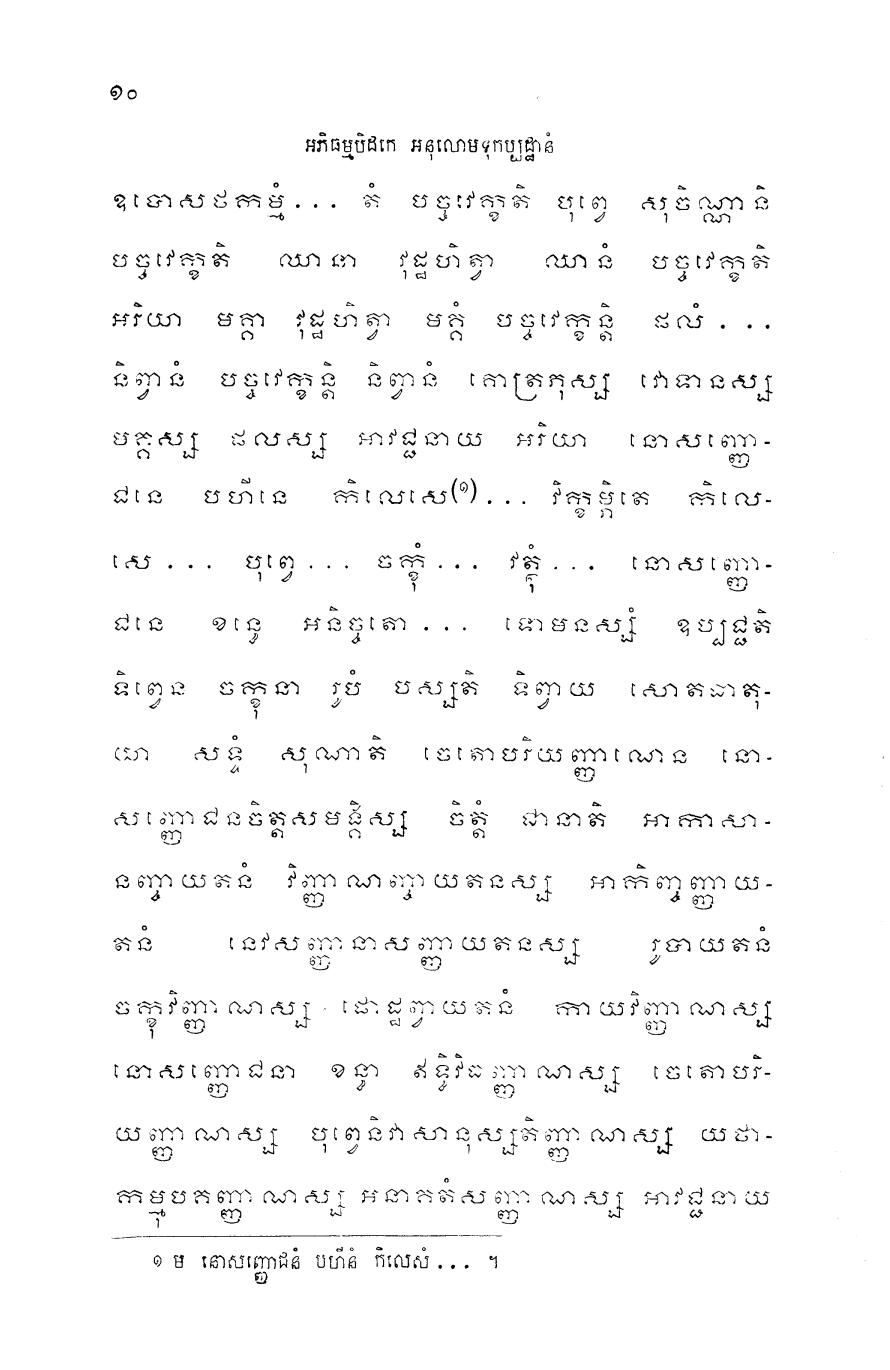 ១០
អភិធម្មបិដកេ អនុលោមទុកប្បដ្ឋានំ
ឧបោសថកម្មំ... តំ បច្ចវេក្ខតិ បុព្វេ សុចិណ្ណានិ
បច្ចវេក្ខតិ ឈានា វុដ្ឋហិត្វា ឈានំ បច្ចវេក្ខតិ
អរិយា មគ្គា វុដ្ឋហិត្វា មគ្គំ បច្ចវេក្ខន្តិ ផលំ...
និព្វានំ បច្ចវេក្ខន្តិ និព្វានំ គោត្រភុស្ស វោទានស្ស
មគ្គស្ស ផលស្ស អាវជ្ជនាយ អរិយា នោសញ្ញោ-
ជនេ បហីនេ កិលេសេ(១)... វិក្ខម្ភិតេ កិលេ-
សេ... បុព្វេ... ចក្ខុំ... វត្ថុំ... នោសញ្ញោ-
ជនេ ខន្ធេ អនិច្ចតោ... ទោមនស្សំ ឧប្បជ្ជតិ
ទិព្វេន ចក្ខុនា រូបំ បស្សតិ ទិព្វាយ សោតធាតុ-
យា សទ្ទំ សុណាតិ ចេតោបរិយញ្ញាណេន នោ-
សញ្ញោជនចិត្តសមង្គិស្ស ចិត្តំ ជានាតិ អាកាសា-
នញ្ចាយតនំ វិញ្ញាណញ្ចាយតនស្ស អាកិញ្ចញ្ញាយ-
តនំ នេវសញ្ញានាសញ្ញាយតនស្ស រូបាយតនំ
ចក្ខុវិញ្ញាណស្ស ផោដ្ឋព្វាយតនំ កាយវិញ្ញាណស្ស
នោសញ្ញោជនា ខន្ធា ឥទ្ធិវិធញ្ញាណស្ស ចេតោបរិ-
យញ្ញាណស្ស បុព្វេនិវាសានុស្សតិញ្ញាណស្ស យថា-
កម្មុបគញ្ញាណស្ស អនាគតំសញ្ញាណស្ស អាវជ្ជនាយ
១ ម នោសញ្ញោជនំ បហីនំ កិលេសំ... ។